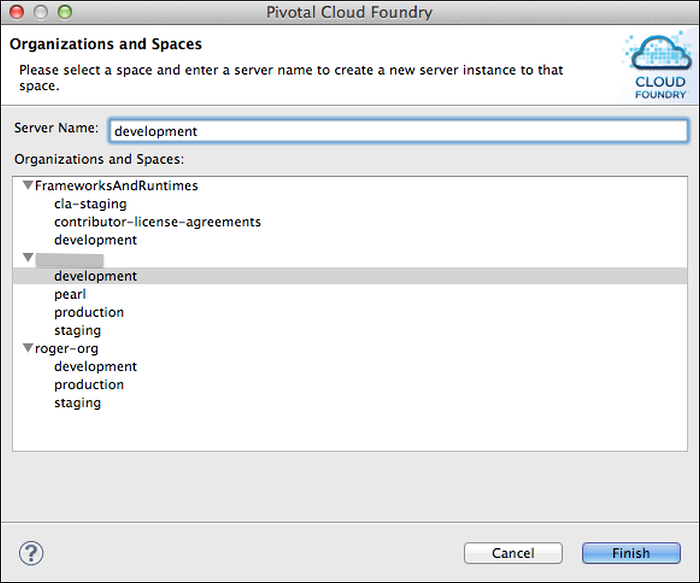 Pivotal Cloud Foundry
Organizations and Spaces
Please select a space and enter a server name to create a new server instance to that
space.
CLOUD
FOUNDRY
Server Name: development
Organizations and Spaces:
FrameworksAndRuntimes
cla-staging
contributor-license-agreements
development
development
pearl
production
staging
roger-org
development
production
staging
?
Cancel Finish